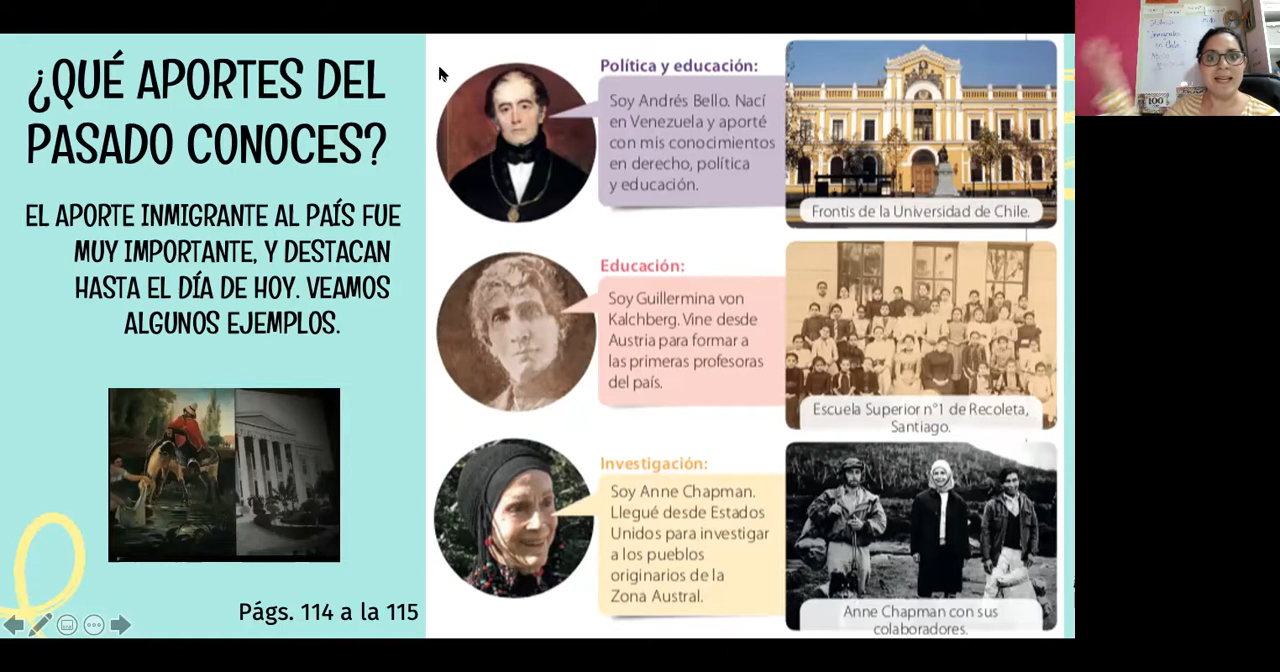 ¿QUÉ APORTES DEL
PASADO CONOCES?
EL APORTE INMIGRANTE AL PAÍS FUE
MUY IMPORTANTE, Y DESTACAN
HASTA EL DÍA DE HOY. VEAMOS
ALGUNOS EJEMPLOS.
Págs. 114 a la 115
Política y educación:
Soy Andrés Bello. Nací
en Venezuela y aporté
con mis conocimientos
en derecho, política
y educación.
Frontis de la Universidad de Chile.
Educación:
Soy Guillermina von
Kalchberg. Vine desde
Austria para formar a
las primeras profesoras
del país.
Escuela Superior n°1 de Recoleta,
Santiago.
Investigación:
Soy Anne Chapman.
Llegué desde Estados
Unidos para investigar
a los pueblos
originarios de la
Zona Austral.
Anne Chapman con sus
colaboradores.
100